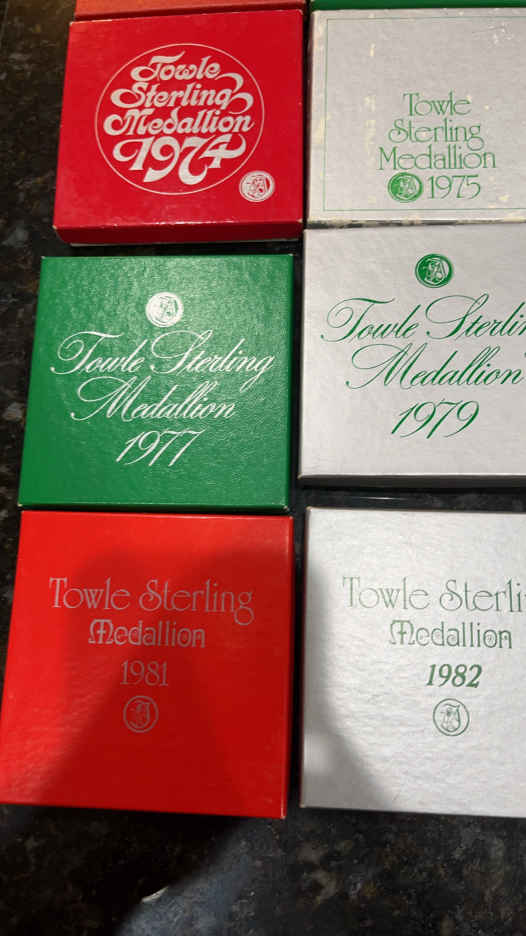 Towle
Sterling
Medallion
1974
Towle
Sterling
Medallion
1975
Towle Sterling
Medallion
1977
Towle Sterlin
Medallion
1979
Towle Sterling
Medallion
1981
Towle Sterli
Medallion
1982